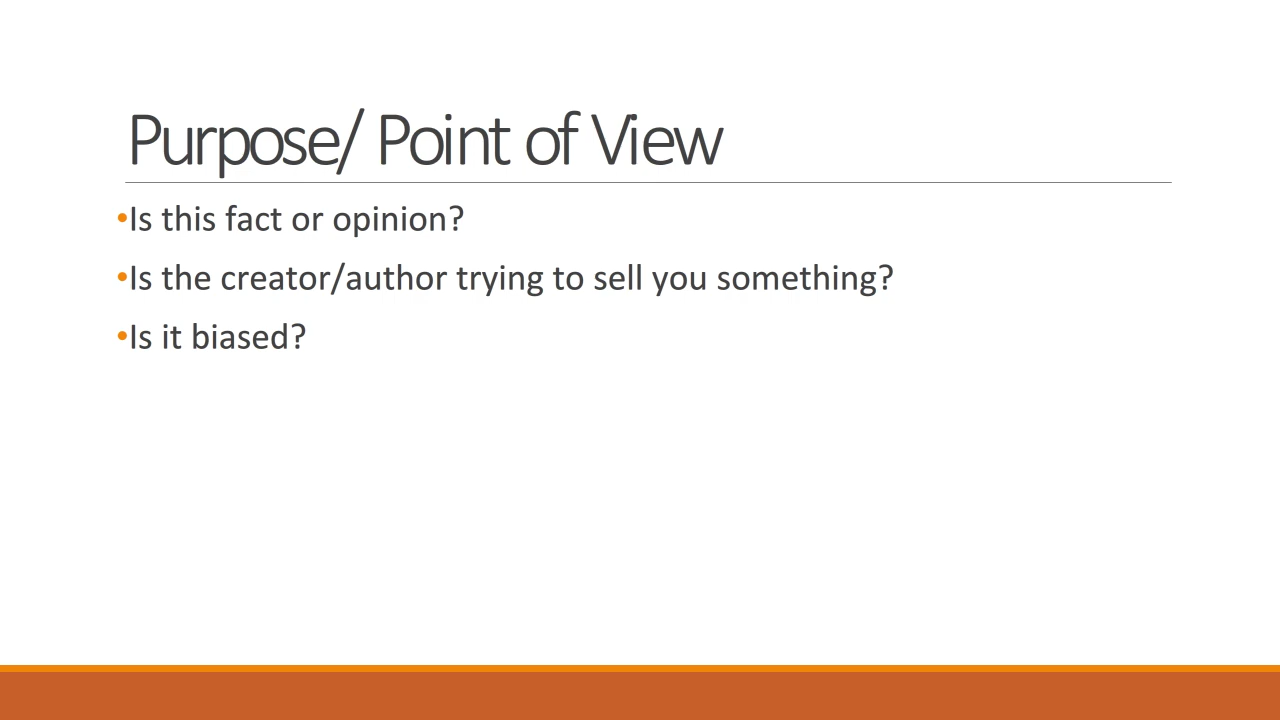 Purpose/ Point of View
•Is this fact or opinion?
•Is the creator/author trying to sell you something?
•Is it biased?